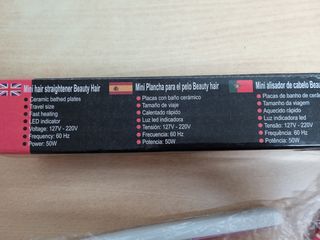 Mini hair straightener Beauty Hair
Ceramic bethed plates
Travel size
Fast heating
LED indicator
Voltage: 127V - 220V
Frequency: 60 Hz
Power: 50W
Mini Plancha para el pelo Beauty hair
Placas con baño cerámico
Tamaño de viaje
Calentado rápido
Luz led indicadora
Tensión: 127V - 220V
Frequencia: 60 Hz
Potencia: 50W
Mini alisador de cabelo Beauty
Placas de banho de cerâ
Tamanho da viagem
Aquecido rápido
Luz indicadora led
Tensão: 127V - 220V
Frequência: 60 Hz
Potência: 50W